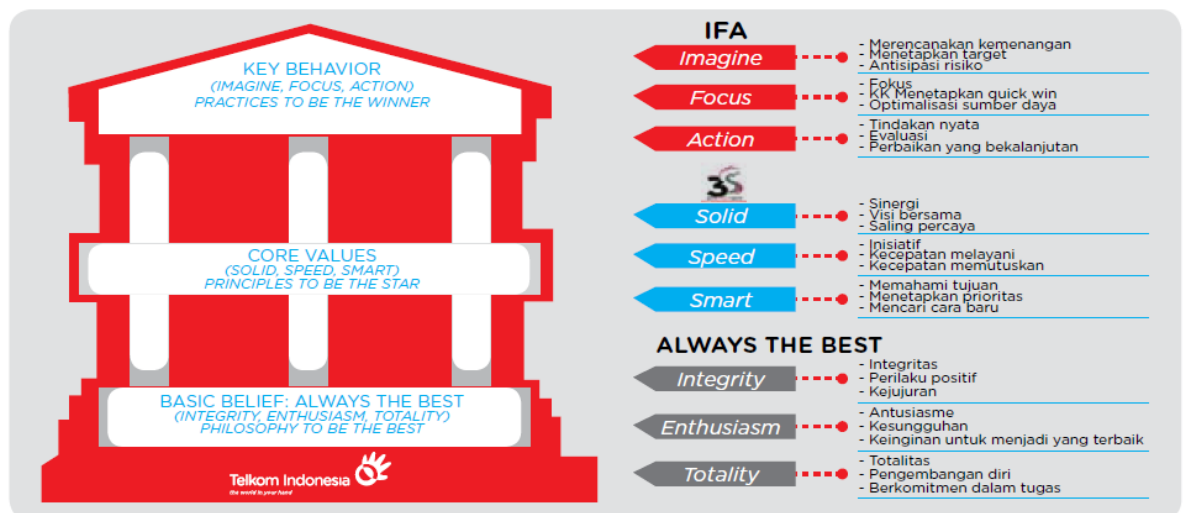 KEY BEHAVIOR
(IMAGINE, FOCUS, ACTION)
PRACTICES TO BE THE WINNER
CORE VALUES
(SOLID, SPEED, SMART)
PRINCIPLES TO BE THE STAR
BASIC BELIEF: ALWAYS THE BEST
(INTEGRITY, ENTHUSIASM, TOTALITY)
PHILOSOPHY TO BE THE BEST
Telkom Indonesia
the world in your hand
IFA
Imagine
- Merencanakan kemenangan
- Menetapkan target
- Antisipasi risiko
Focus
- Fokus
- KK Menetapkan quick win
- Optimalisasi sumber daya
Action
- Tindakan nyata
- Evaluasi
- Perbaikan yang bekalanjutan
3S
Solid
- Sinergi
- Visi bersama
- Saling percaya
Speed
- Inisiatif
- Kecepatan melayani
- Kecepatan memutuskan
Smart
- Memahami tujuan
- Menetapkan prioritas
- Mencari cara baru
ALWAYS THE BEST
Integrity
- Integritas
- Perilaku positif
- Kejujuran
Enthusiasm
- Antusiasme
- Kesungguhan
- Keinginan untuk menjadi yang terbaik
Totality
- Totalitas
- Pengembangan diri
- Berkomitmen dalam tugas